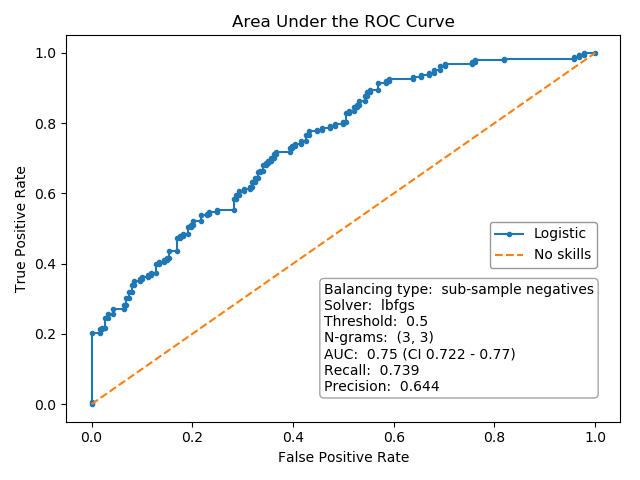 Area Under the ROC Curve
True Positive Rate
1.0
0.8
0.6
0.4
0.2
0.0
Logistic
No skills
Balancing type:  sub-sample negatives
Solver:  lbfgs
Threshold:  0.5
N-grams:  (3, 3)
AUC:  0.75 (CI 0.722 - 0.77)
Recall:  0.739
Precision:  0.644
0.0 0.2 0.4 0.6 0.8 1.0
False Positive Rate